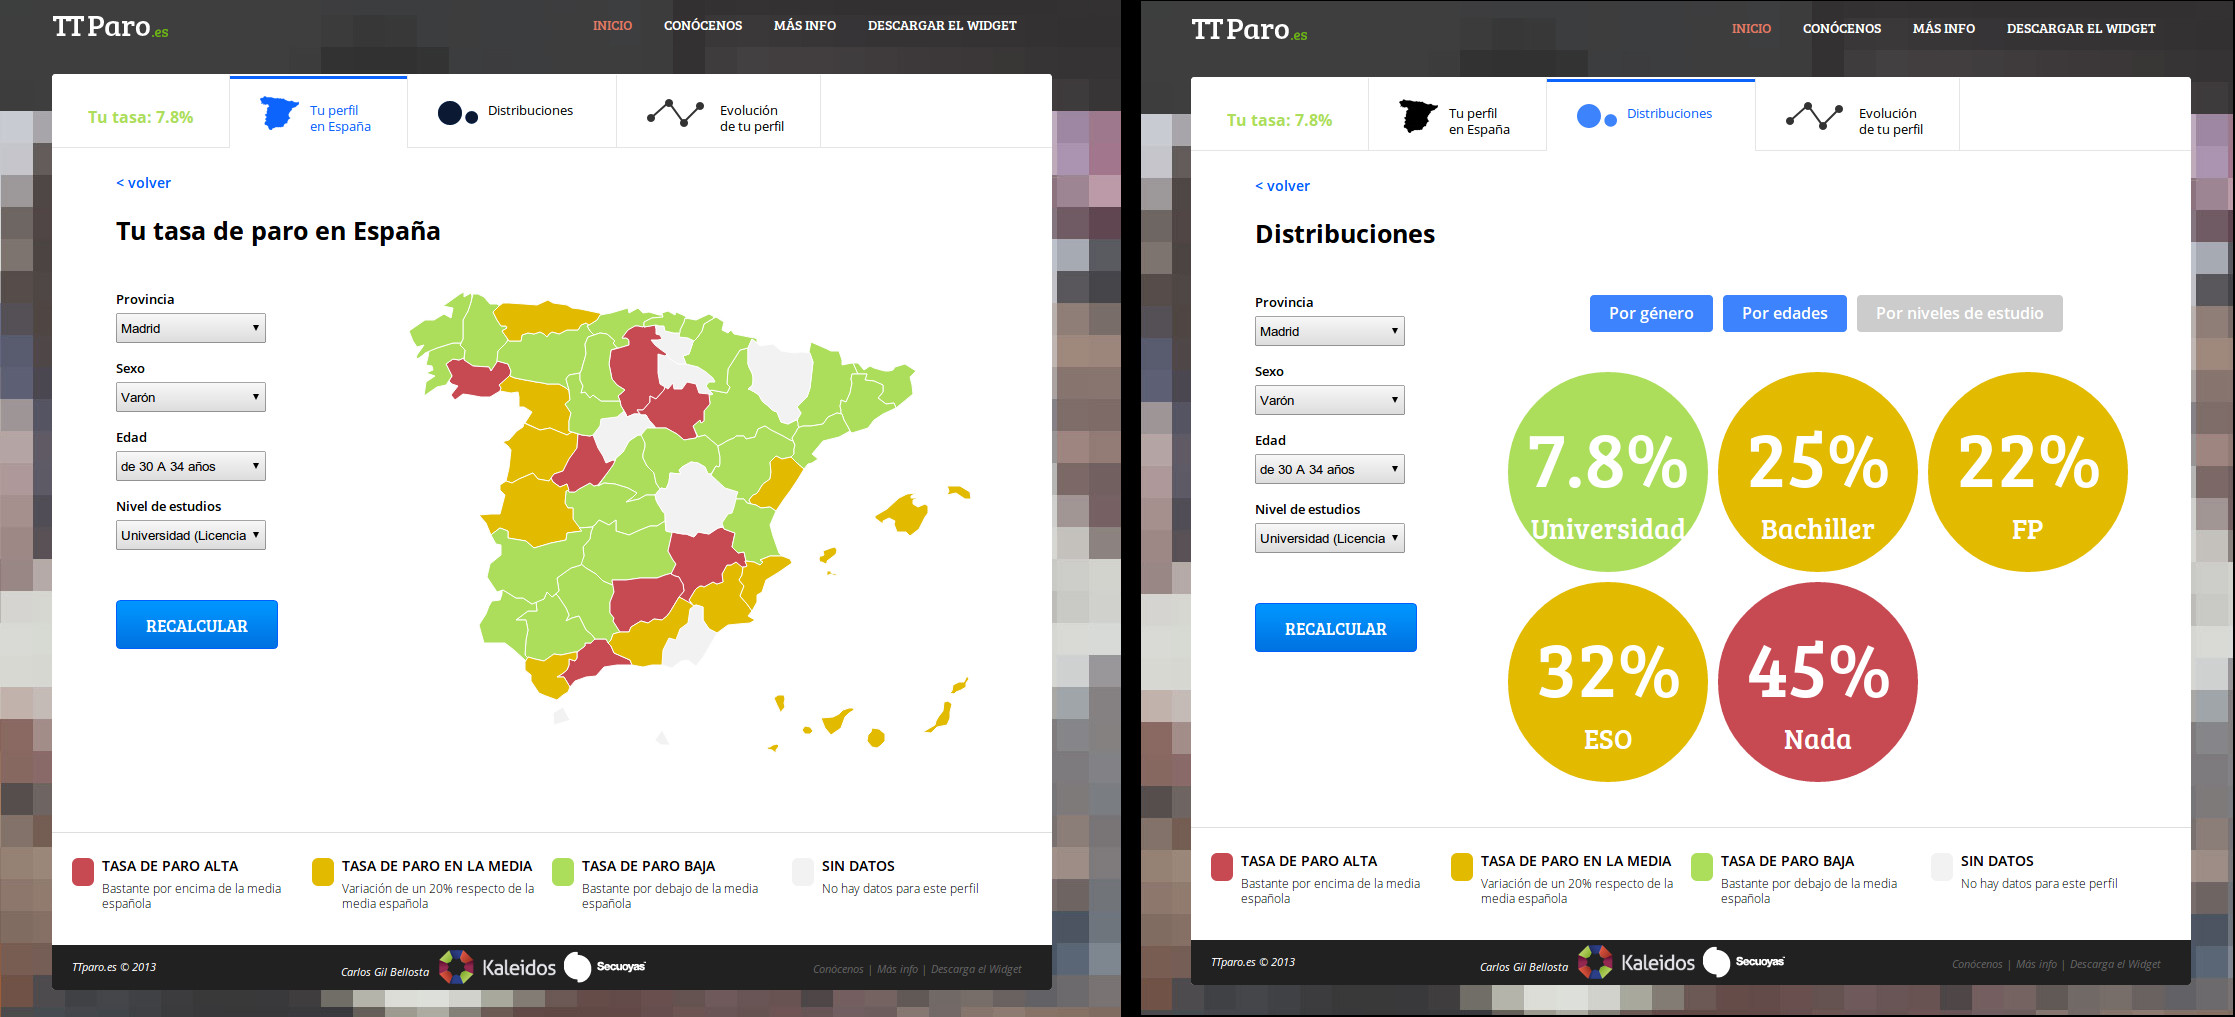 TTParo.es
INICIO CONÓCENOS MÁS INFO DESCARGAR EL WIDGET
Tu tasa: 7.8%
Tu perfil
en España
Distribuciones
Evolución
de tu perfil
< volver
Tu tasa de paro en España
Provincia
Madrid
Sexo
Varón
Edad
de 30 A 34 años
Nivel de estudios
Universidad (Licencia
RECALCULAR
TASA DE PARO ALTA
Bastante por encima de la media
española
TASA DE PARO EN LA MEDIA
Variación de un 20% respecto de la
media española
TASA DE PARO BAJA
Bastante por debajo de la media
española
SIN DATOS
No hay datos para este perfil
TTparo.es © 2013
Carlos Gil Bellosta
Kaleidos
Secuoyas
Conócenos | Más info | Descarga el Widget
TTParo.es
INICIO CONÓCENOS MÁS INFO DESCARGAR EL WIDGET
Tu tasa: 7.8%
Tu perfil
en España
Distribuciones
Evolución
de tu perfil
< volver
Distribuciones
Provincia
Madrid
Sexo
Varón
Edad
de 30 A 34 años
Nivel de estudios
Universidad (Licencia
RECALCULAR
Por género
Por edades
Por niveles de estudio
7.8%
Universidad
25%
Bachiller
22%
FP
32%
ESO
45%
Nada
TASA DE PARO ALTA
Bastante por encima de la media
española
TASA DE PARO EN LA MEDIA
Variación de un 20% respecto de la
media española
TASA DE PARO BAJA
Bastante por debajo de la media
española
SIN DATOS
No hay datos para este perfil
TTparo.es © 2013
Carlos Gil Bellosta
Kaleidos
Secuoyas
Conócenos | Más info | Descarga el Widget